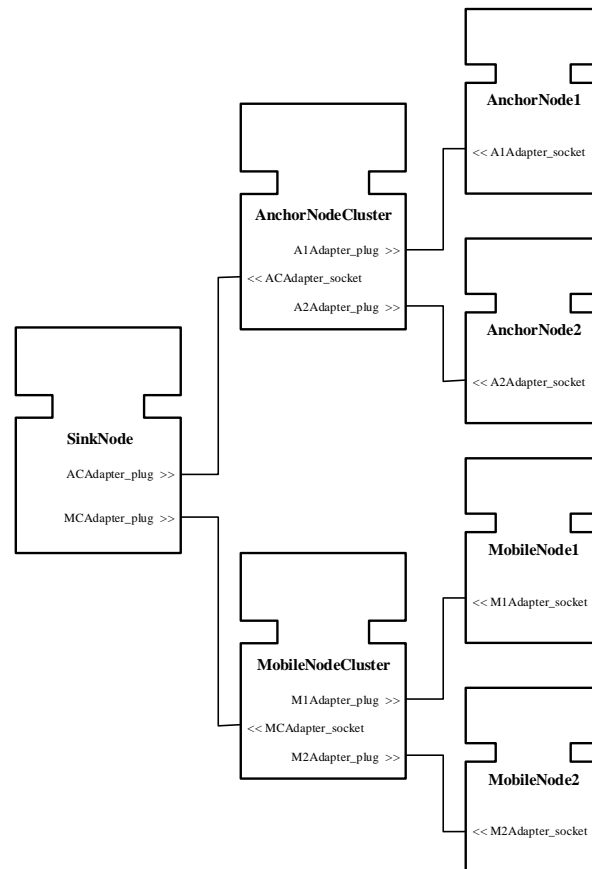 AnchorNode1
<< A1Adapter_socket
AnchorNodeCluster
A1Adapter_plug >>
<< ACAdapter_socket
A2Adapter_plug >>
AnchorNode2
<< A2Adapter_socket
SinkNode
ACAdapter_plug >>
MCAdapter_plug >>
MobileNode1
<< M1Adapter_socket
MobileNodeCluster
M1Adapter_plug >>
<< MCAdapter_socket
M2Adapter_plug >>
MobileNode2
<< M2Adapter_socket